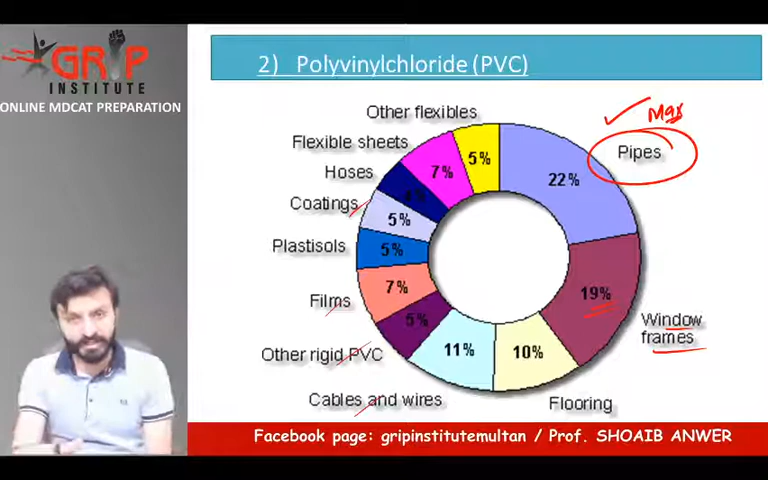 GRIP
INSTITUTE
ONLINE MDCAT PREPARATION
2) Polyvinylchloride (PVC)
Max
Other flexibles
Flexible sheets
Hoses
Coatings
Plastisols
Films
Other rigid PVC
Cables and wires
Flooring
Window
frames
Pipes
22%
19%
10%
11%
5%
7%
5%
5%
4%
7%
5%
Facebook page: gripinstitutemultan / Prof. SHOAIB ANWER